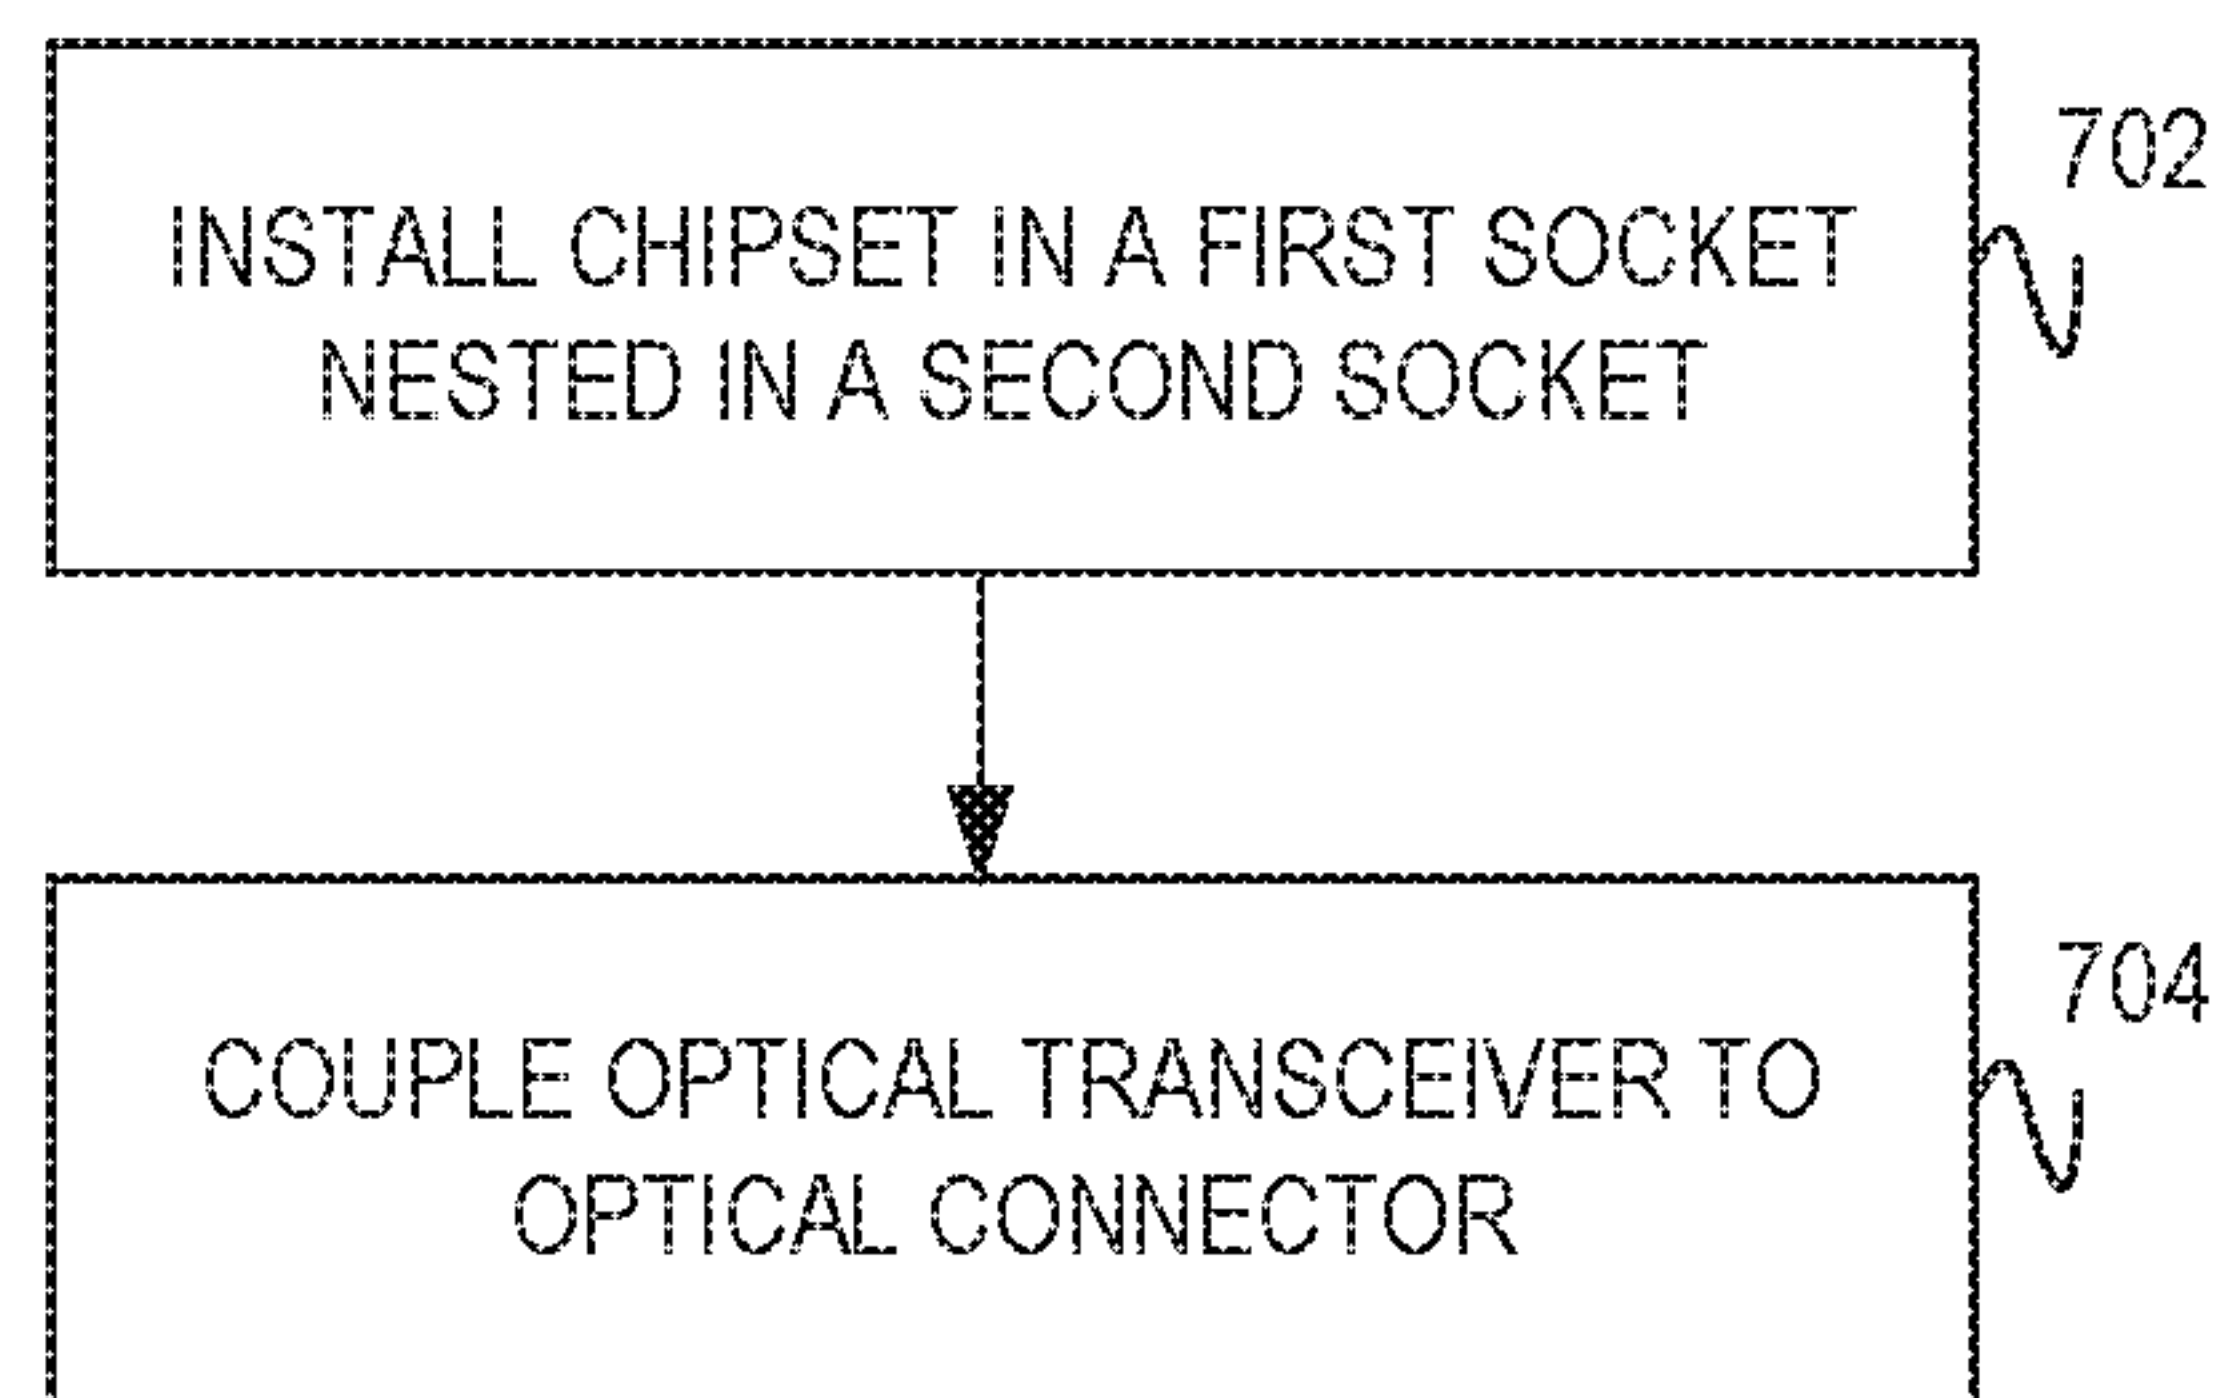 702
INSTALL CHIPSET IN A FIRST SOCKET
NESTED IN A SECOND SOCKET
704
COUPLE OPTICAL TRANSCEIVER TO
OPTICAL CONNECTOR